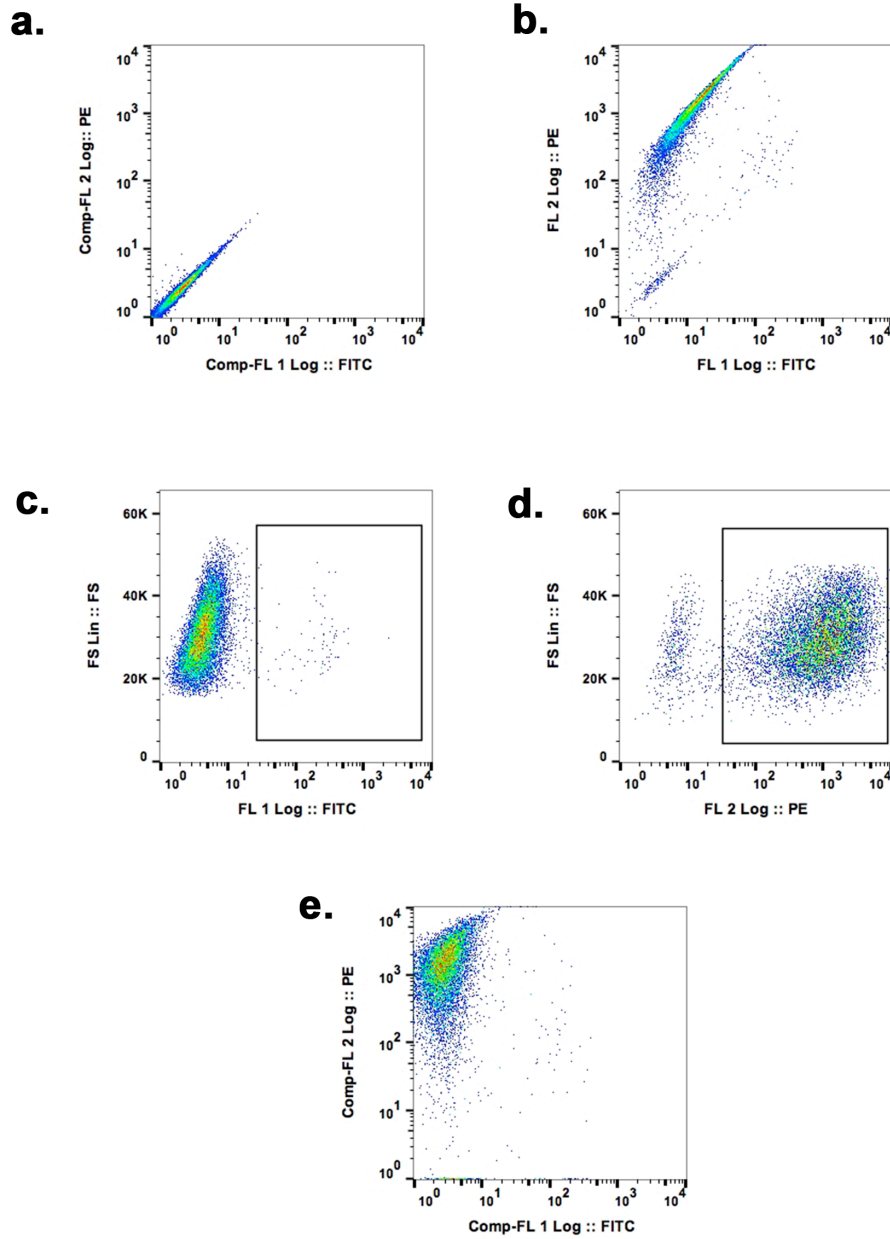 a.
10^4
10^3
10^2
10^1
10^0
Comp-FL 2 Log:: PE
10^0 10^1 10^2 10^3 10^4
Comp-FL 1 Log :: FITC
b.
10^4
10^3
10^2
10^1
10^0
FL 2 Log :: PE
10^0 10^1 10^2 10^3 10^4
FL 1 Log :: FITC
c.
60K
40K
20K
0
FS Lin :: FS
10^0 10^1 10^2 10^3 10^4
FL 1 Log :: FITC
d.
60K
40K
20K
0
FS Lin :: FS
10^0 10^1 10^2 10^3 10^4
FL 2 Log :: PE
e.
10^4
10^3
10^2
10^1
10^0
Comp-FL 2 Log :: PE
10^0 10^1 10^2 10^3 10^4
Comp-FL 1 Log :: FITC